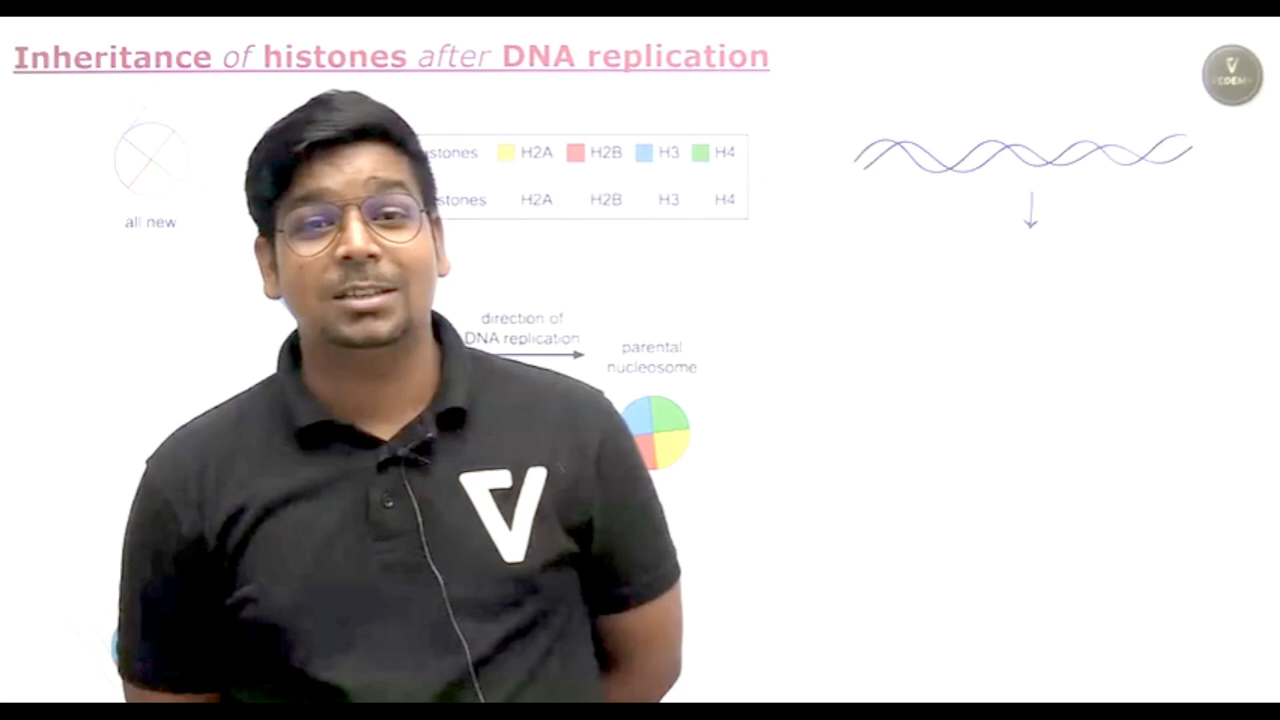 Inheritance of histones after DNA replication
stones H2A H2B H3 H4
stones H2A H2B H3 H4
all new
direction of
DNA replication
parental
nucleosome